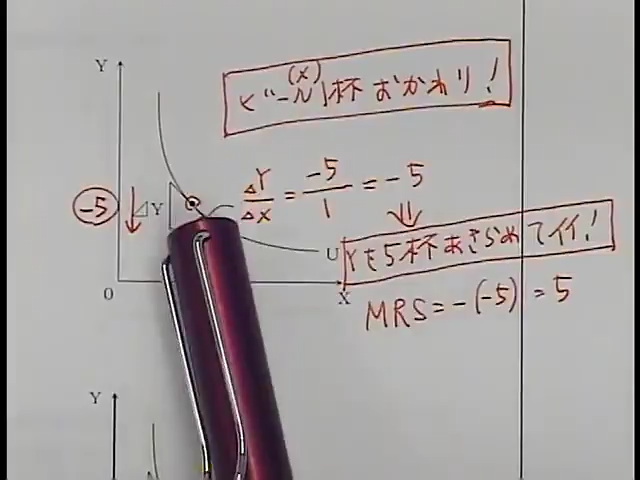 Y
(X)
ビール1杯 おかわり!
ΔY/ΔX = -5/1 = -5
-5
ΔY
⇓
U
Yを5杯あきらめてイイ!
0
X
MRS=-(-5)=5
Y